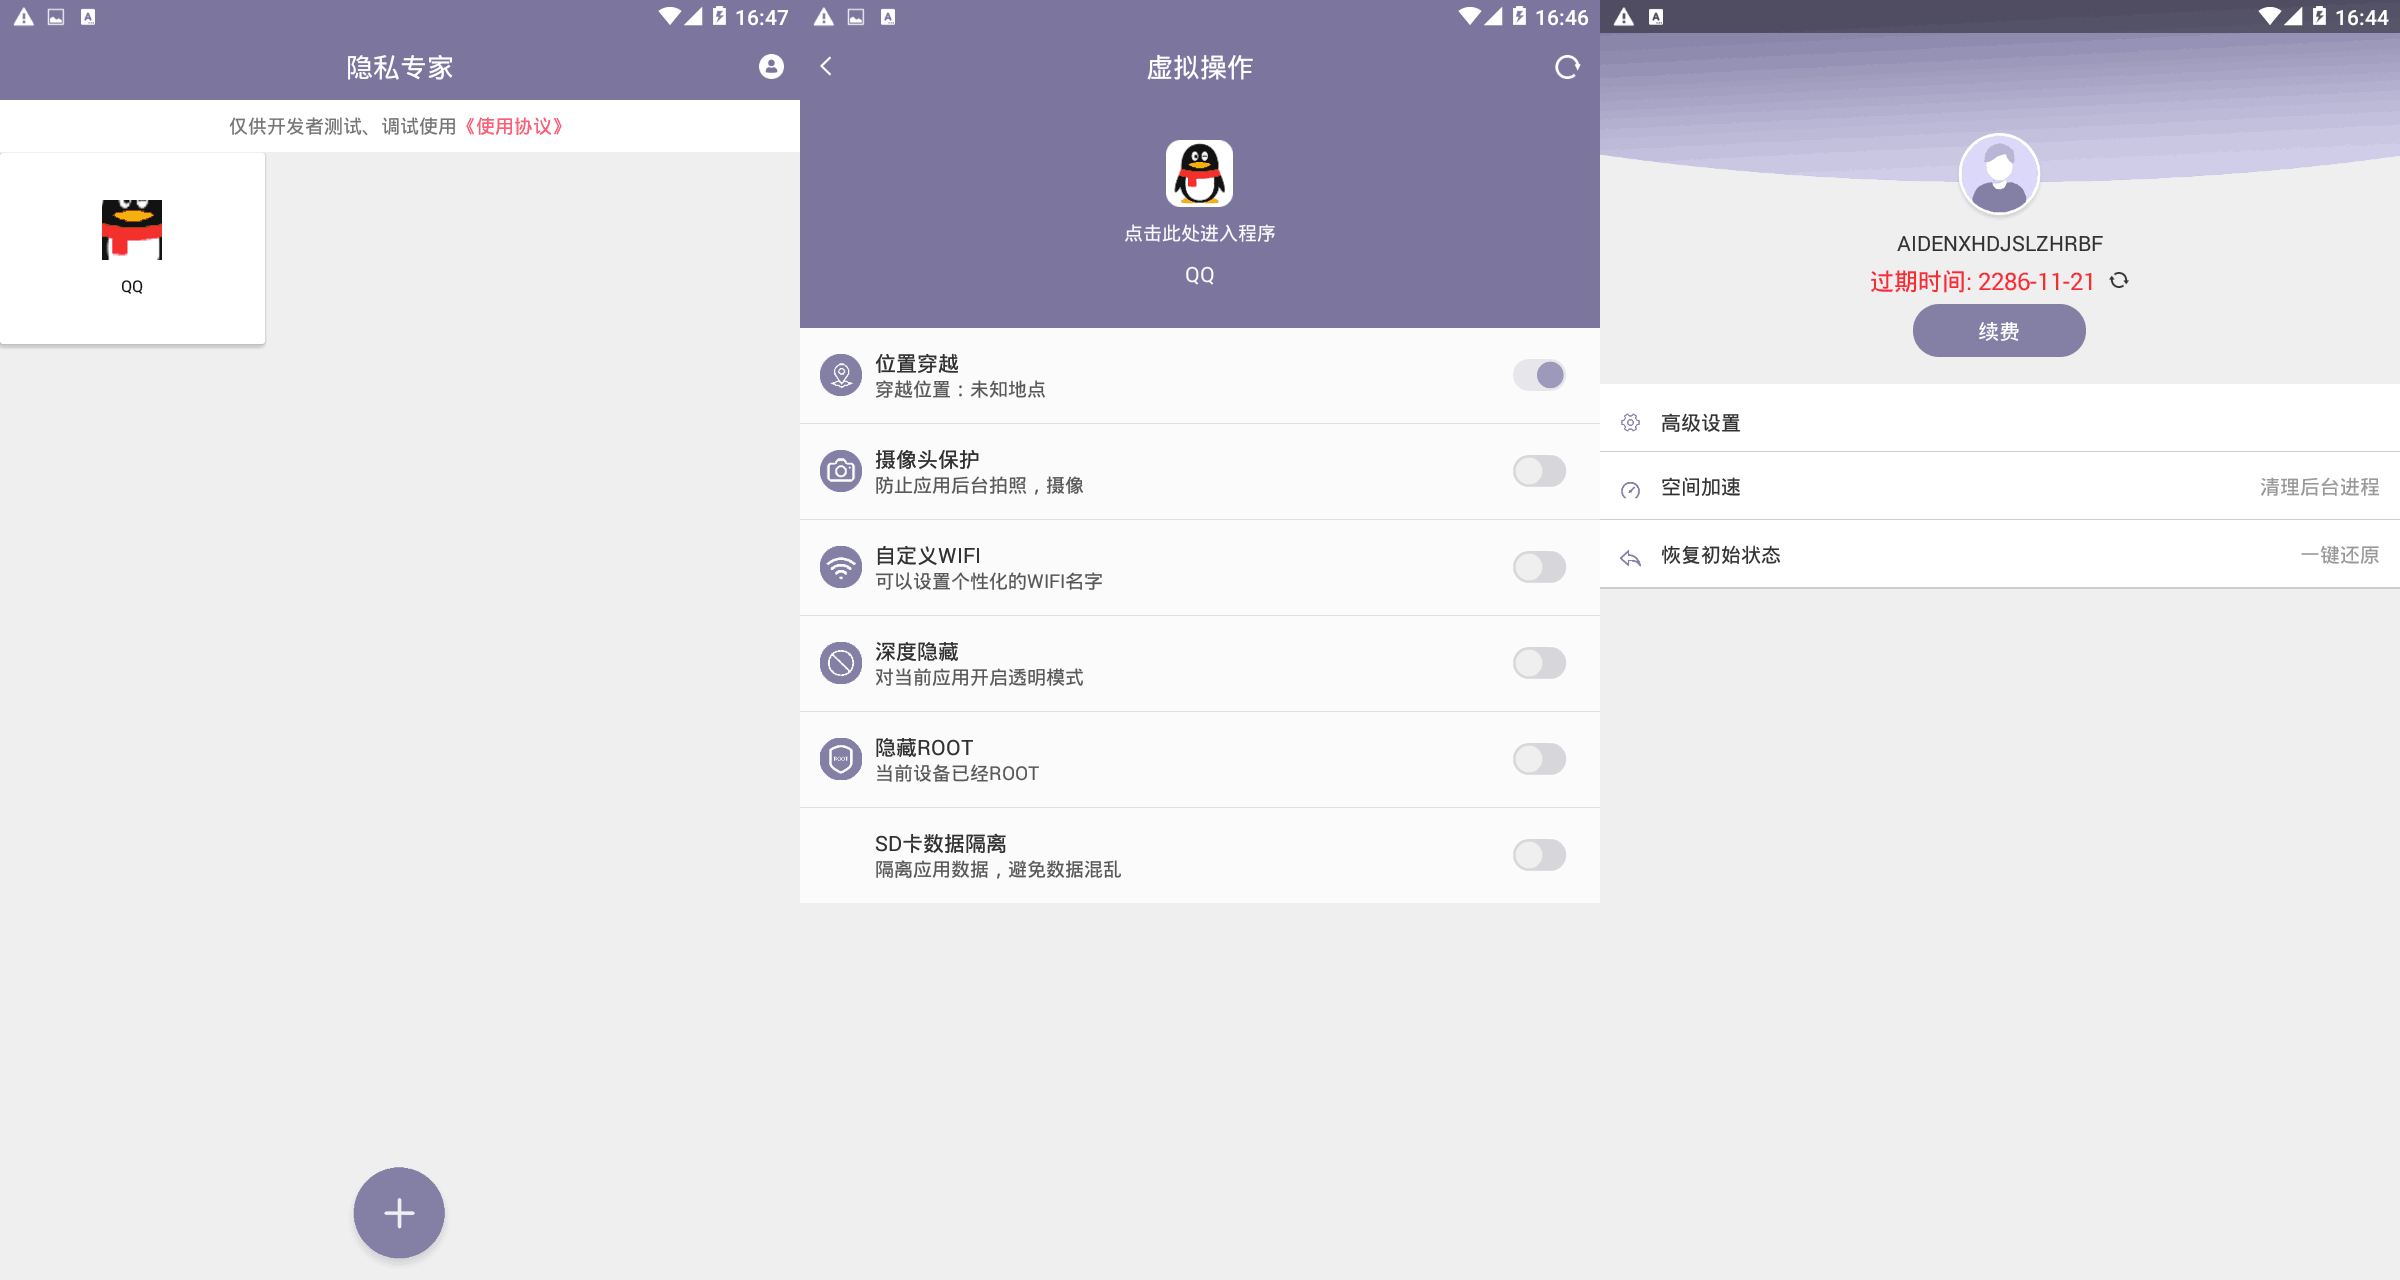 16:47
隐私专家
仅供开发者测试、调试使用《使用协议》
QQ
16:46
虚拟操作
点击此处进入程序
QQ
位置穿越
穿越位置：未知地点
摄像头保护
防止应用后台拍照，摄像
自定义WIFI
可以设置个性化的WIFI名字
深度隐藏
对当前应用开启透明模式
ROOT
隐藏ROOT
当前设备已经ROOT
SD卡数据隔离
隔离应用数据，避免数据混乱
16:44
AIDENXHDJSLZHRBF
过期时间: 2286-11-21
续费
高级设置
空间加速 清理后台进程
恢复初始状态 一键还原